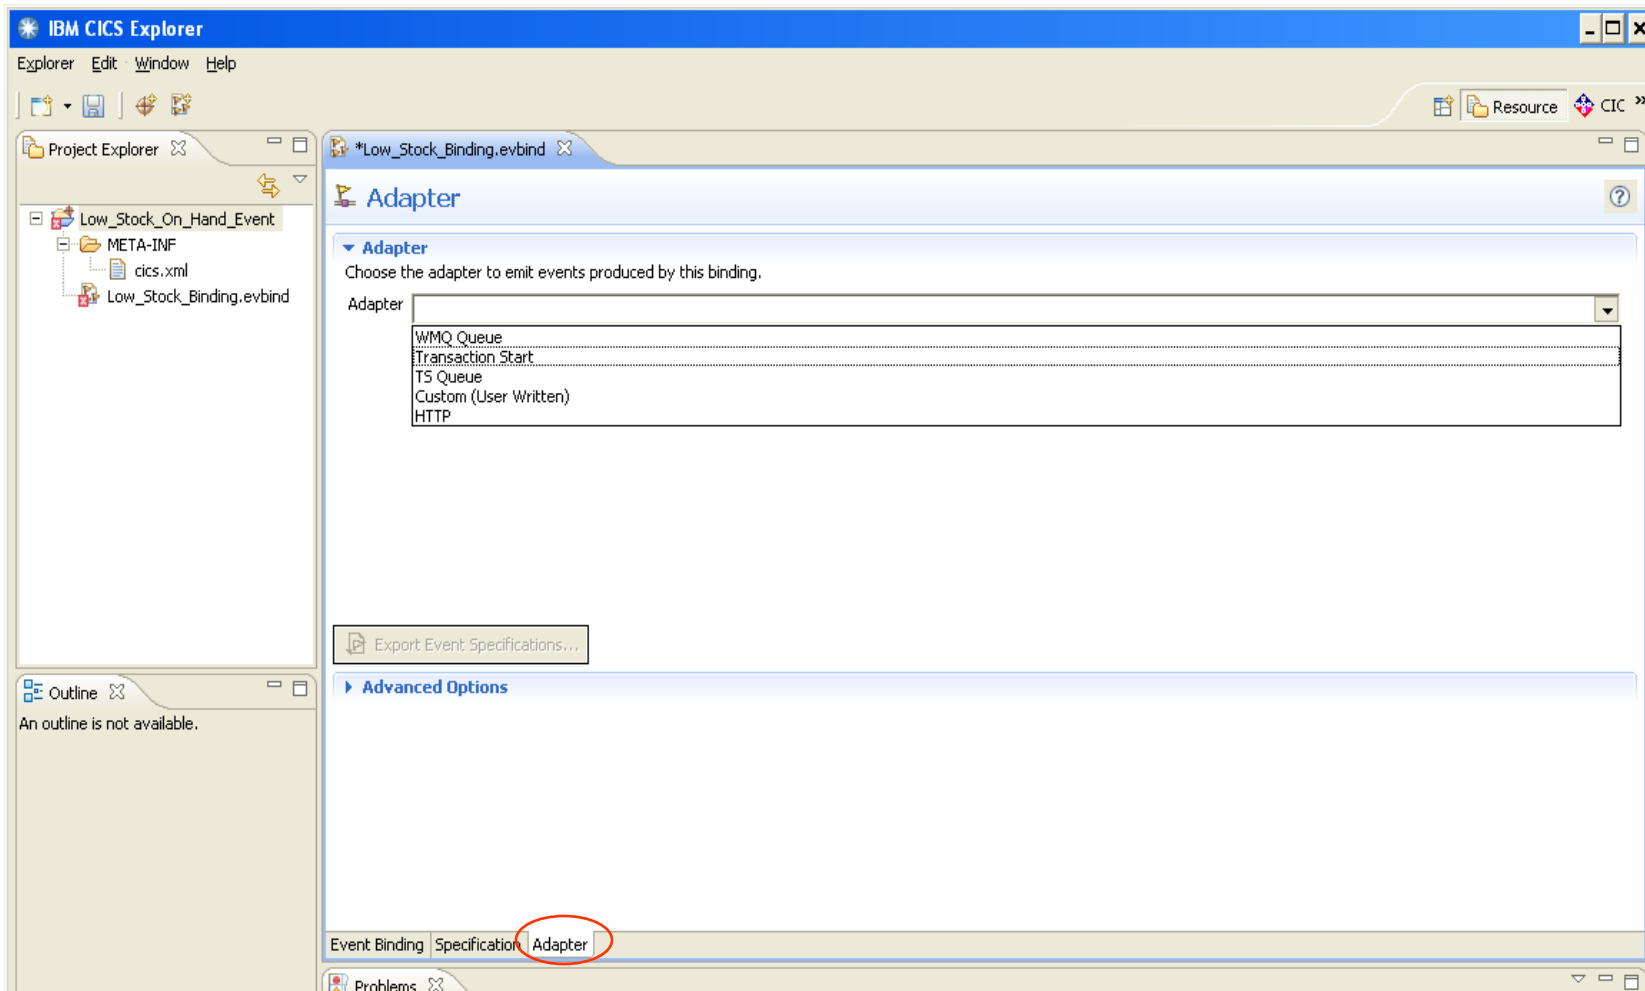 IBM CICS Explorer
Explorer Edit Window Help
Resource CIC »
Project Explorer
*Low_Stock_Binding.evbind
Adapter
Low_Stock_On_Hand_Event
META-INF
cics.xml
Low_Stock_Binding.evbind
Adapter
Choose the adapter to emit events produced by this binding.
Adapter
WMQ Queue
Transaction Start
TS Queue
Custom (User Written)
HTTP
Export Event Specifications...
Advanced Options
Outline
An outline is not available.
Event Binding Specification Adapter
Problems